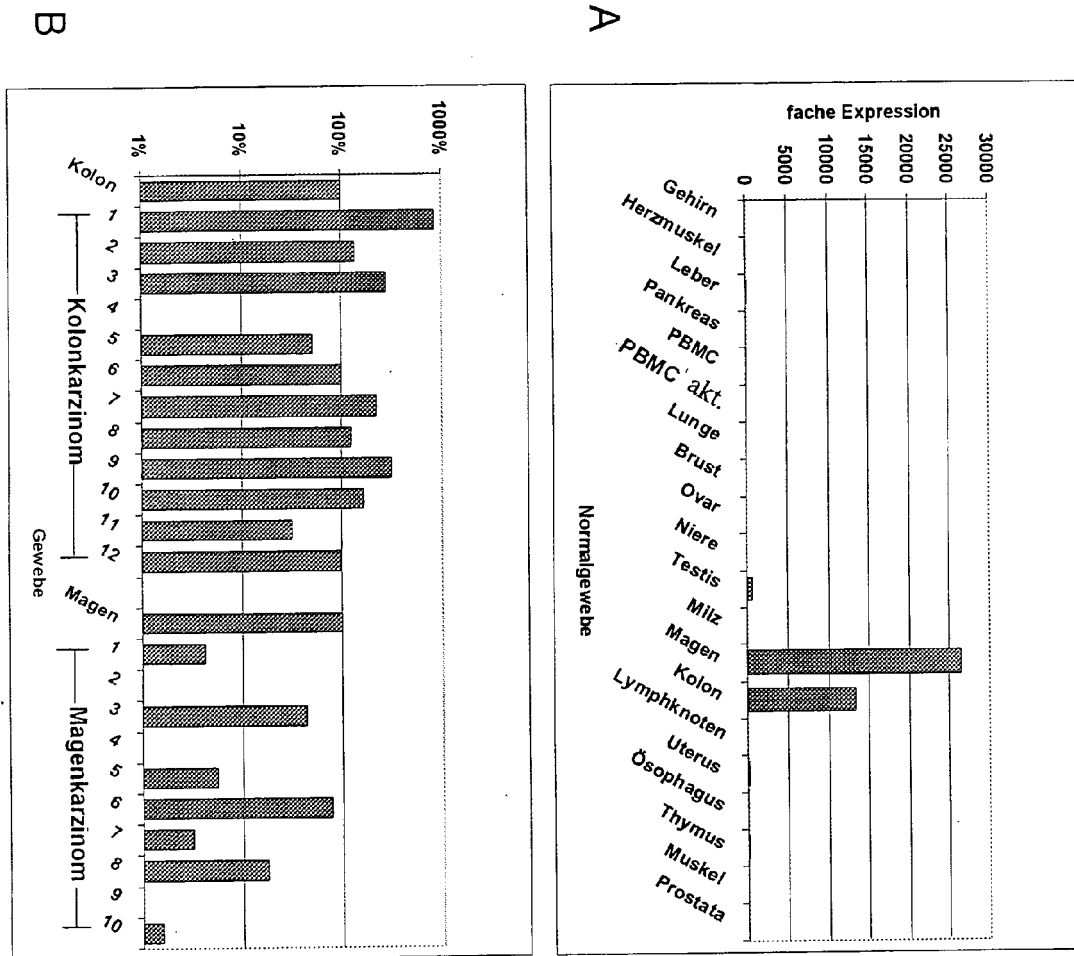 A
fache Expression
30000
25000
20000
15000
10000
5000
0
Gehirn
Herzmuskel
Leber
Pankreas
PBMC
PBMC' akt.
Lunge
Brust
Ovar
Niere
Testis
Milz
Magen
Kolon
Lymphknoten
Uterus
Ösophagus
Thymus
Muskel
Prostata
Normalgewebe
B
1000%
100%
10%
1%
Kolon
1
2
3
4
5
6
7
8
9
10
11
12
Magen
1
2
3
4
5
6
7
8
9
10
Kolonkarzinom
Magenkarzinom
Gewebe